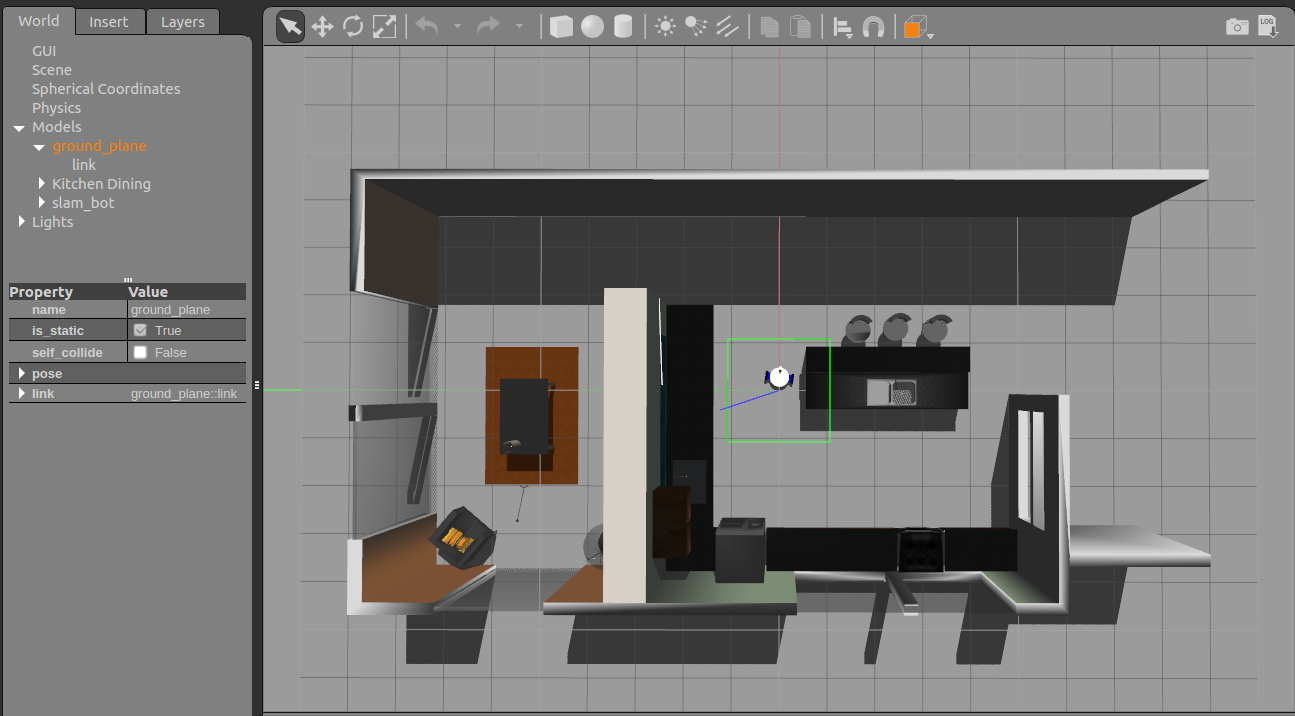 World Insert Layers
GUI
Scene
Spherical Coordinates
Physics
Models
ground_plane
link
Kitchen Dining
slam_bot
Lights
Property Value
name ground_plane
is_static True
self_collide False
pose
link ground_plane::link
LOG